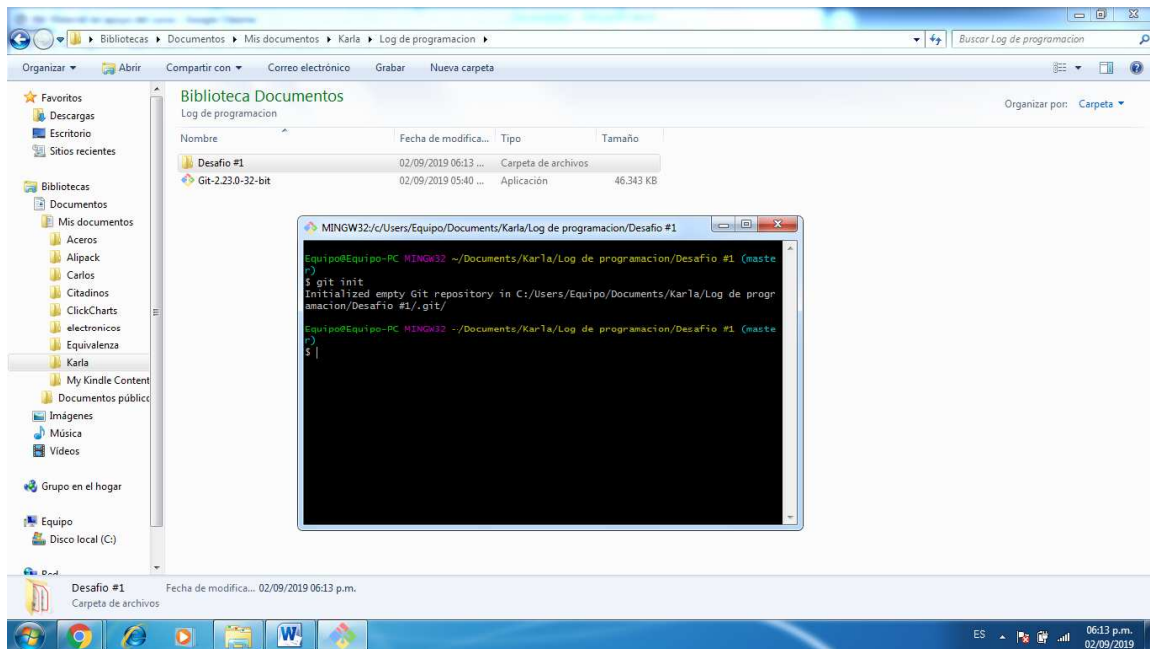 Bibliotecas ▸ Documentos ▸ Mis documentos ▸ Karla ▸ Log de programacion ▸
Buscar Log de programacion
Organizar ▾ Abrir Compartir con ▾ Correo electrónico Grabar Nueva carpeta
Favoritos
Descargas
Escritorio
Sitios recientes
Bibliotecas
Documentos
Mis documentos
Aceros
Alipack
Carlos
Citadinos
ClickCharts
electronicos
Equivalenza
Karla
My Kindle Content
Documentos públicc
Imágenes
Música
Vídeos
Grupo en el hogar
Equipo
Disco local (C:)
Biblioteca Documentos
Log de programacion
Organizar por: Carpeta ▾
Nombre Fecha de modifica... Tipo Tamaño
Desafio #1 02/09/2019 06:13 ... Carpeta de archivos
Git-2.23.0-32-bit 02/09/2019 05:40 ... Aplicación 46.343 KB
MINGW32:/c/Users/Equipo/Documents/Karla/Log de programacion/Desafio #1
Equipo@Equipo-PC MINGW32 ~/Documents/Karla/Log de programacion/Desafio #1 (maste
r)
$ git init
Initialized empty Git repository in C:/Users/Equipo/Documents/Karla/Log de progr
amacion/Desafio #1/.git/
Equipo@Equipo-PC MINGW32 ~/Documents/Karla/Log de programacion/Desafio #1 (maste
r)
$
Desafio #1 Fecha de modifica... 02/09/2019 06:13 p.m.
Carpeta de archivos
ES
06:13 p.m.
02/09/2019